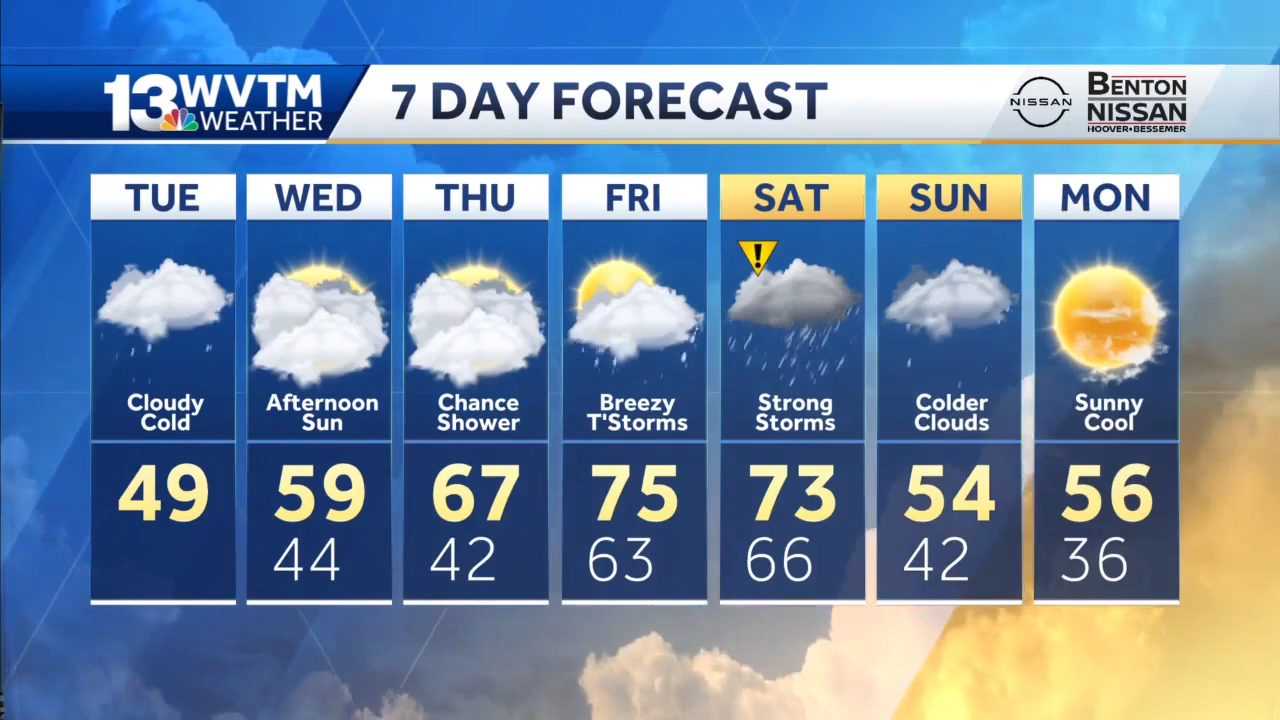 13 WVTM
WEATHER
7 DAY FORECAST
NISSAN
BENTON
NISSAN
HOOVER•BESSEMER
TUE WED THU FRI SAT SUN MON
!
Cloudy Afternoon Chance Breezy Strong Colder Sunny
Cold Sun Shower T'Storms Storms Clouds Cool
49 59 67 75 73 54 56
44 42 63 66 42 36